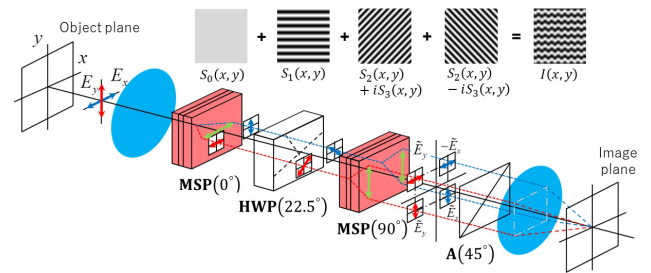 Object plane
y
x
E_y
E_x
+ + + =
S_0(x,y) S_1(x,y) S_2(x,y) S_2(x,y) I(x,y)
+iS_3(x,y) −iS_3(x,y)
MSP(0°)
HWP(22.5°)
MSP(90°)
A(45°)
Ẽ_y
−Ẽ_x
Ẽ_y
Image
plane